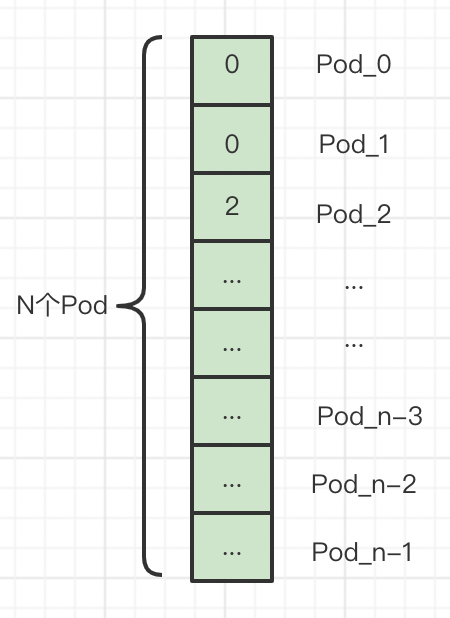 0 Pod_0
0 Pod_1
2 Pod_2
... ...
N个Pod
... ...
... Pod_n-3
... Pod_n-2
... Pod_n-1